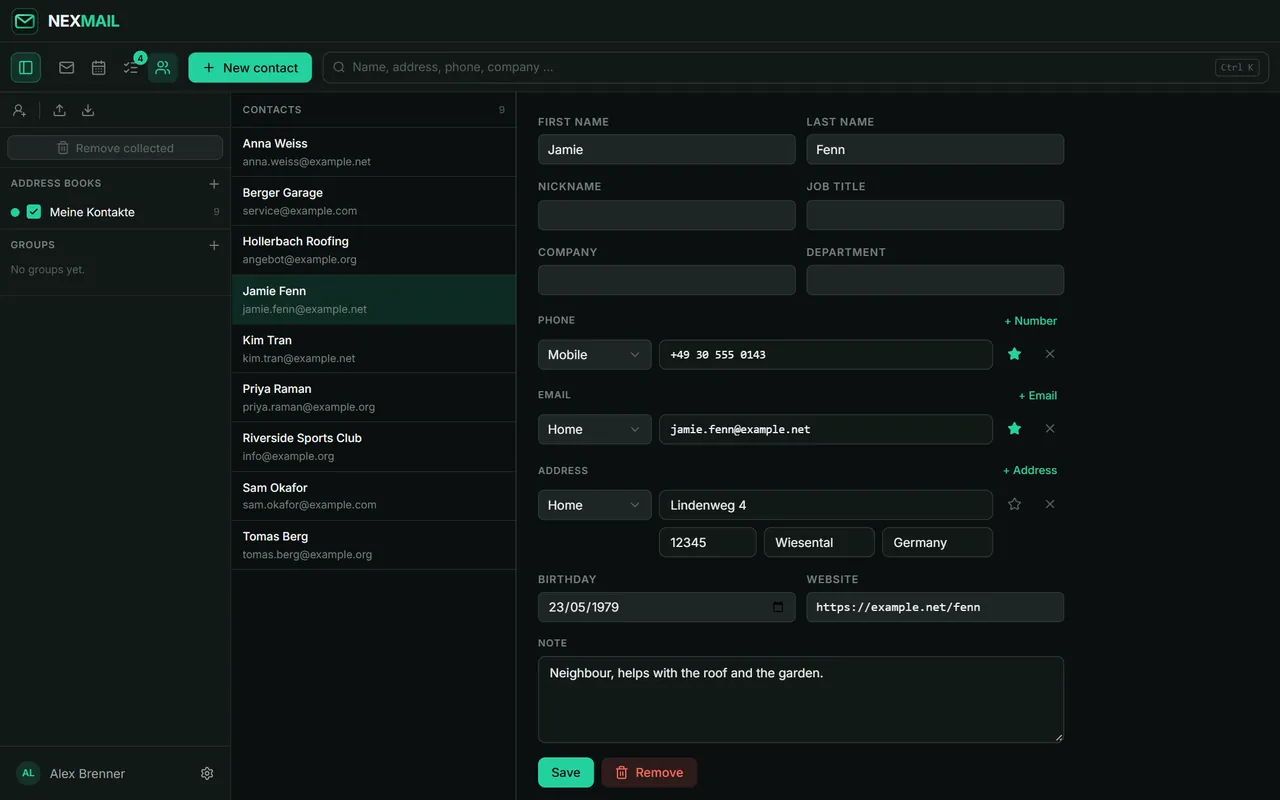 NEXMAIL
4
New contact
Name, address, phone, company ...
Ctrl K
Remove collected
ADDRESS BOOKS
Meine Kontakte 9
GROUPS
No groups yet.
AL Alex Brenner
CONTACTS 9
Anna Weiss
anna.weiss@example.net
Berger Garage
service@example.com
Hollerbach Roofing
angebot@example.org
Jamie Fenn
jamie.fenn@example.net
Kim Tran
kim.tran@example.net
Priya Raman
priya.raman@example.org
Riverside Sports Club
info@example.org
Sam Okafor
sam.okafor@example.com
Tomas Berg
tomas.berg@example.org
FIRST NAME LAST NAME
Jamie Fenn
NICKNAME JOB TITLE
COMPANY DEPARTMENT
PHONE + Number
Mobile +49 30 555 0143
EMAIL + Email
Home jamie.fenn@example.net
ADDRESS + Address
Home Lindenweg 4
12345 Wiesental Germany
BIRTHDAY WEBSITE
23/05/1979 https://example.net/fenn
NOTE
Neighbour, helps with the roof and the garden.
Save Remove